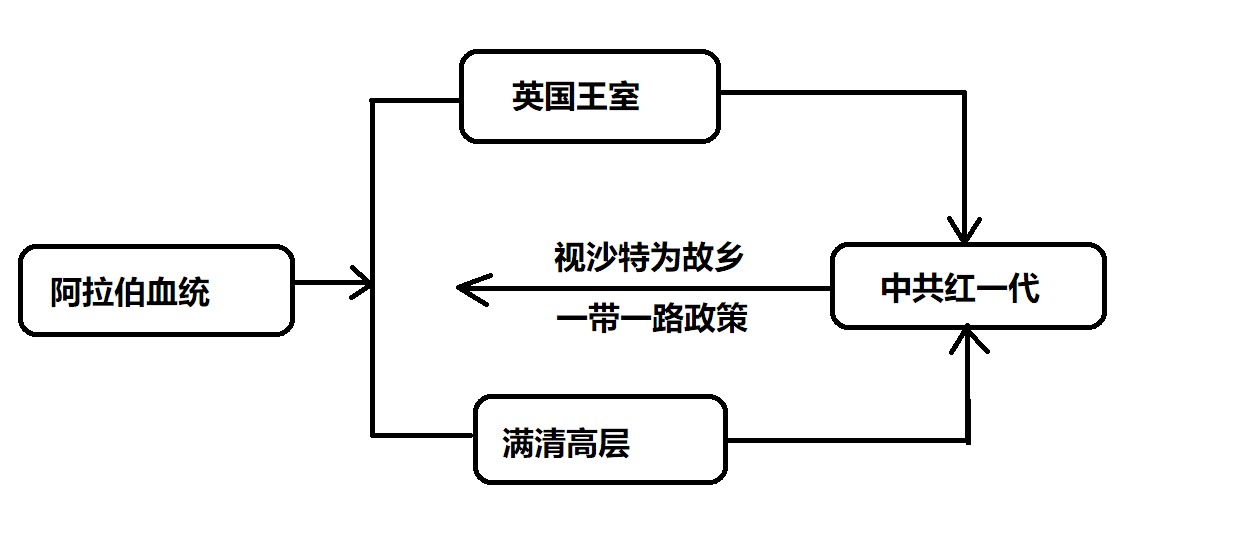 英国王室
视沙特为故乡
阿拉伯血统
中共红一代
一带一路政策
满清高层